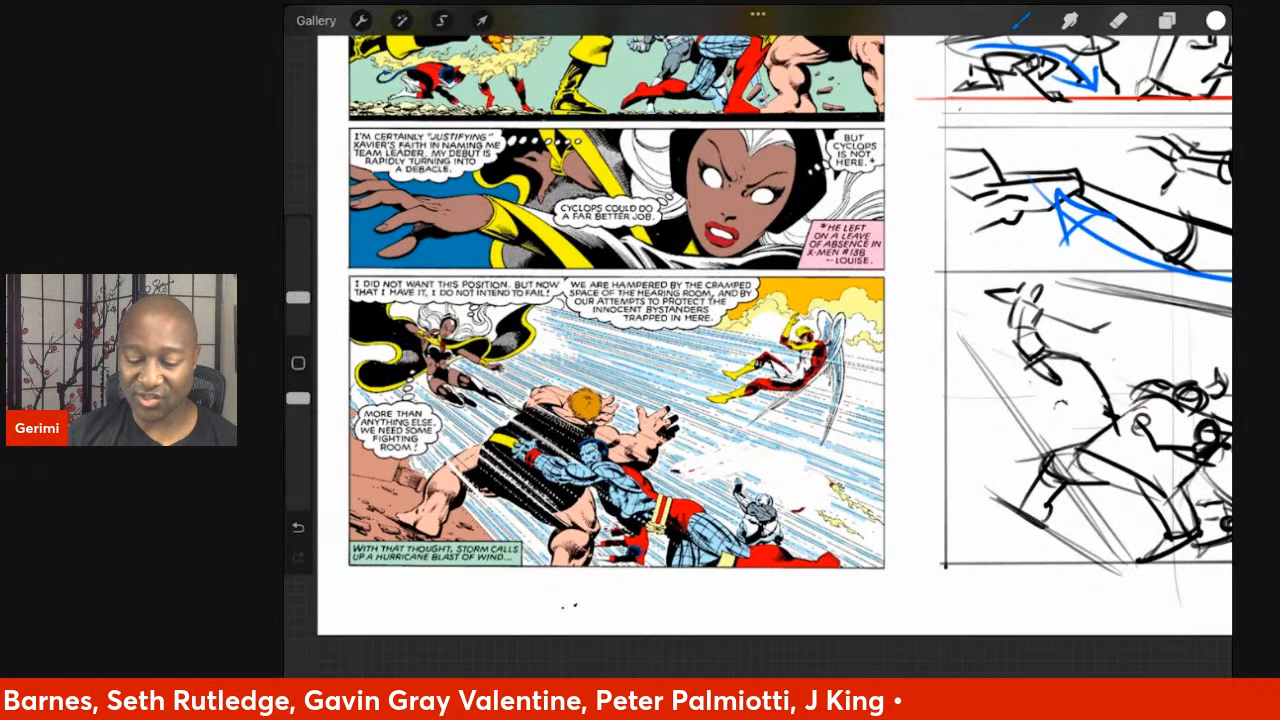 Gallery
I'M CERTAINLY "JUSTIFYING"
XAVIER'S FAITH IN NAMING ME
TEAM LEADER. MY DEBUT IS
RAPIDLY TURNING INTO
A DEBACLE.
BUT
CYCLOPS
IS NOT
HERE.*
CYCLOPS COULD DO
A FAR BETTER JOB.
*HE LEFT
ON A LEAVE
OF ABSENCE IN
X-MEN #138
--LOUISE.
I DID NOT WANT THIS POSITION. BUT NOW
THAT I HAVE IT, I DO NOT INTEND TO FAIL!
WE ARE HAMPERED BY THE CRAMPED
SPACE OF THE HEARING ROOM, AND BY
OUR ATTEMPTS TO PROTECT THE
INNOCENT BYSTANDERS
TRAPPED IN HERE.
MORE THAN
ANYTHING ELSE,
WE NEED SOME
FIGHTING
ROOM!
WITH THAT THOUGHT, STORM CALLS
UP A HURRICANE BLAST OF WIND...
Gerimi
Barnes, Seth Rutledge, Gavin Gray Valentine, Peter Palmiotti, J King •